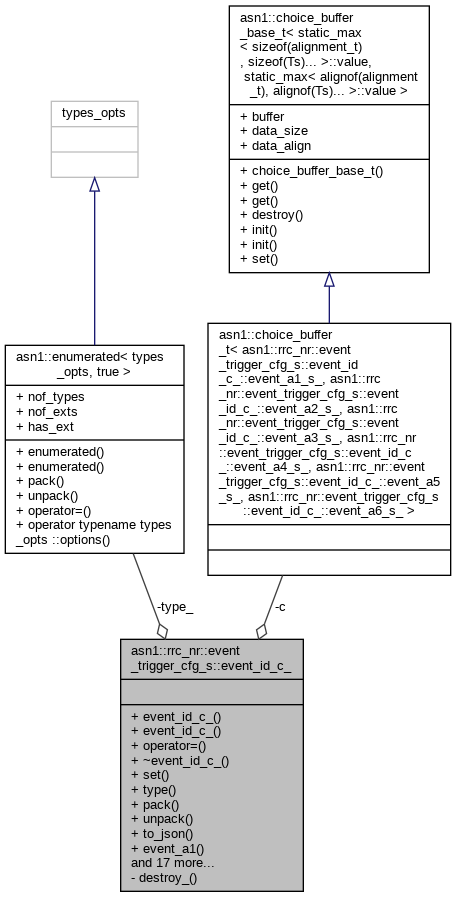 asn1::choice_buffer
_base_t< static_max
< sizeof(alignment_t)
, sizeof(Ts)... >::value,
static_max< alignof(alignment
_t), alignof(Ts)... >::value >
+ buffer
+ data_size
+ data_align
+ choice_buffer_base_t()
+ get()
+ get()
+ destroy()
+ init()
+ init()
+ set()
types_opts
asn1::enumerated< types
_opts, true >
+ nof_types
+ nof_exts
+ has_ext
+ enumerated()
+ enumerated()
+ pack()
+ unpack()
+ operator=()
+ operator typename types
_opts ::options()
asn1::choice_buffer
_t< asn1::rrc_nr::event
_trigger_cfg_s::event_id
_c_::event_a1_s_, asn1::rrc
_nr::event_trigger_cfg_s::event
_id_c_::event_a2_s_, asn1::rrc
_nr::event_trigger_cfg_s::event
_id_c_::event_a3_s_, asn1::rrc_nr
::event_trigger_cfg_s::event_id_c
_::event_a4_s_, asn1::rrc_nr::event
_trigger_cfg_s::event_id_c_::event_a5
_s_, asn1::rrc_nr::event_trigger_cfg_s
::event_id_c_::event_a6_s_ >
-type_
-c
asn1::rrc_nr::event
_trigger_cfg_s::event_id_c_
+ event_id_c_()
+ event_id_c_()
+ operator=()
+ ~event_id_c_()
+ set()
+ type()
+ pack()
+ unpack()
+ to_json()
+ event_a1()
and 17 more...
- destroy_()